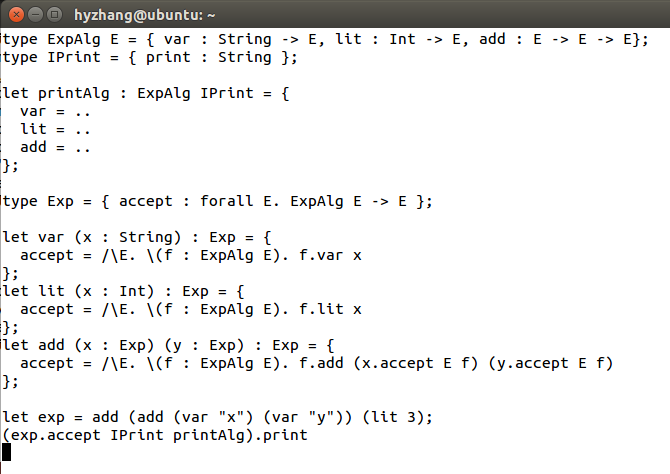 hyzhang@ubuntu: ~
type ExpAlg E = { var : String -> E, lit : Int -> E, add : E -> E -> E};
type IPrint = { print : String };
let printAlg : ExpAlg IPrint = {
  var = ..
  lit = ..
  add = ..
};
type Exp = { accept : forall E. ExpAlg E -> E };
let var (x : String) : Exp = {
  accept = /\E. \(f : ExpAlg E). f.var x
};
let lit (x : Int) : Exp = {
  accept = /\E. \(f : ExpAlg E). f.lit x
};
let add (x : Exp) (y : Exp) : Exp = {
  accept = /\E. \(f : ExpAlg E). f.add (x.accept E f) (y.accept E f)
};
let exp = add (add (var "x") (var "y")) (lit 3);
(exp.accept IPrint printAlg).print